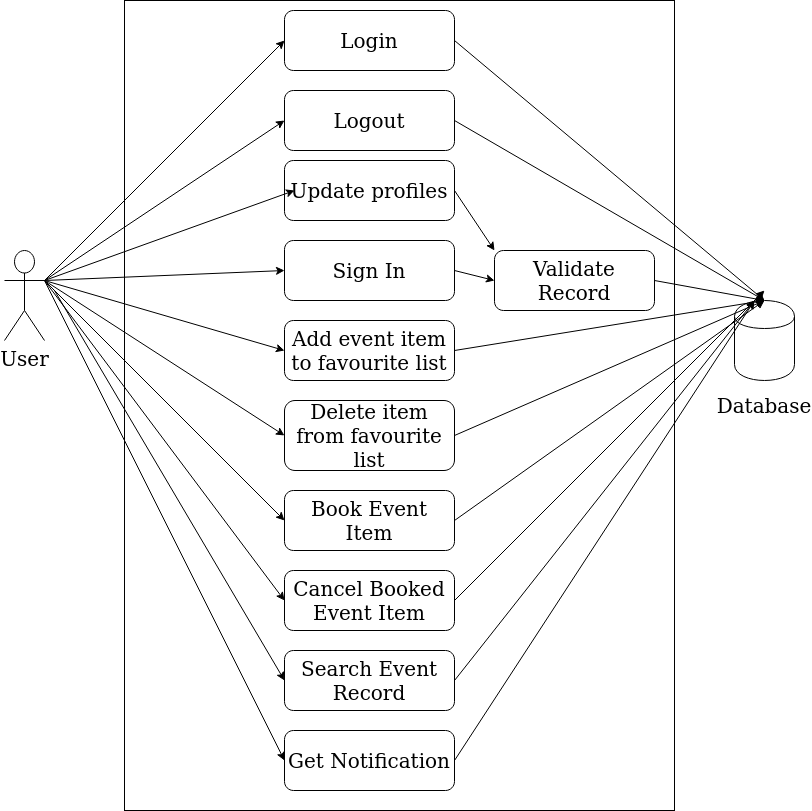 Login
Logout
Update profiles
Sign In
Validate
Record
Add event item
to favourite list
Delete item
from favourite
list
Book Event
Item
Cancel Booked
Event Item
Search Event
Record
Get Notification
User
Database